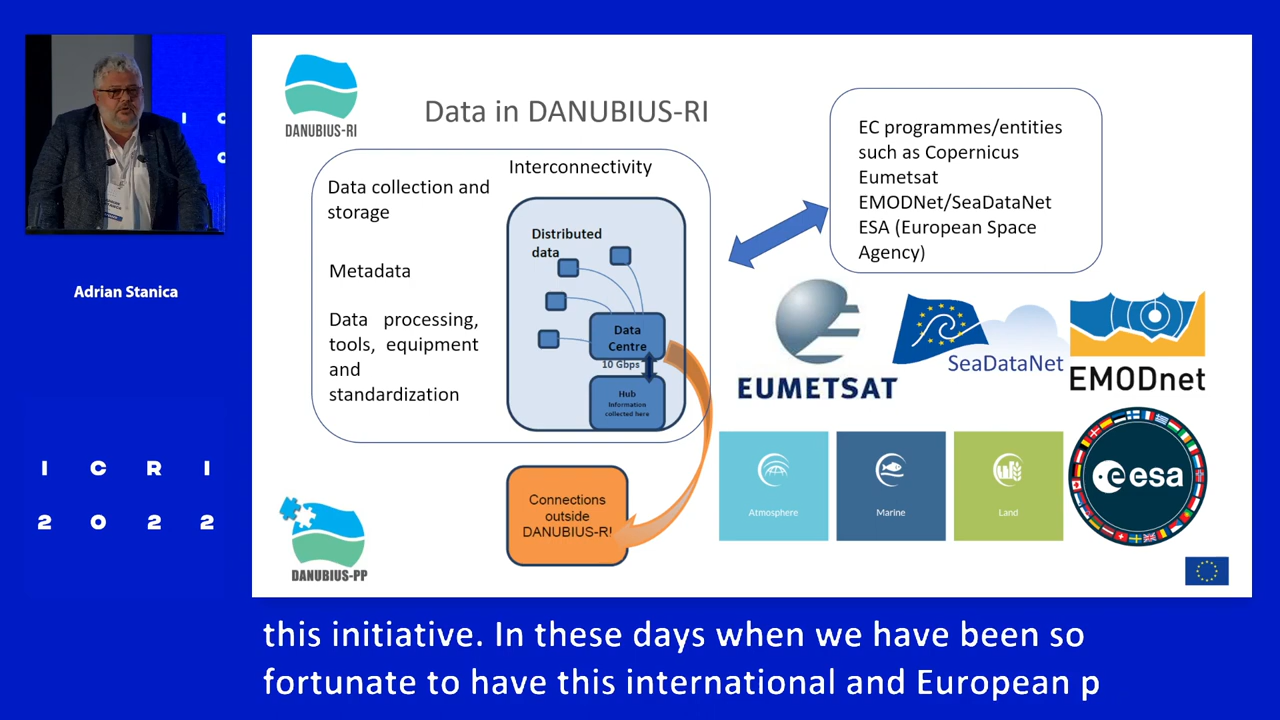 I C
O
Adrian Stanica
I C R I
2 0 2 2
DANUBIUS-RI
Data in DANUBIUS-RI
Interconnectivity
Data collection and
storage
Metadata
Data processing,
tools, equipment
and
standardization
Distributed
data
Data
Centre
10 Gbps
Hub
Information
collected here
Connections
outside
DANUBIUS-RI
EC programmes/entities
such as Copernicus
Eumetsat
EMODNet/SeaDataNet
ESA (European Space
Agency)
EUMETSAT
SeaDataNet
EMODnet
Atmosphere
Marine
Land
esa
DANUBIUS-PP
this initiative. In these days when we have been so
fortunate to have this international and European p